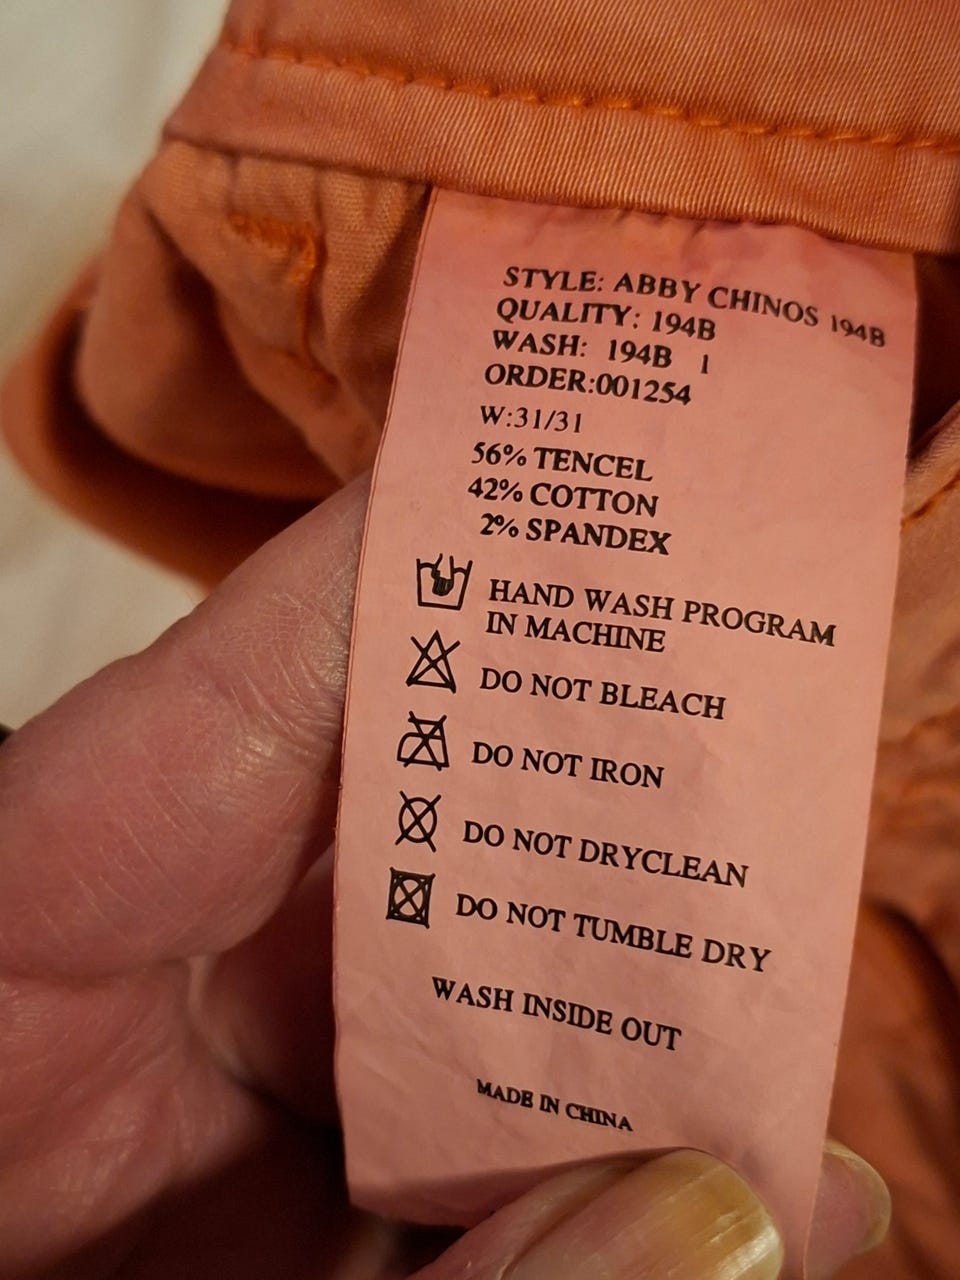 STYLE: ABBY CHINOS 194B
QUALITY: 194B
WASH: 194B 1
ORDER:001254
W:31/31
56% TENCEL
42% COTTON
2% SPANDEX
HAND WASH PROGRAM
IN MACHINE
DO NOT BLEACH
DO NOT IRON
DO NOT DRYCLEAN
DO NOT TUMBLE DRY
WASH INSIDE OUT
MADE IN CHINA